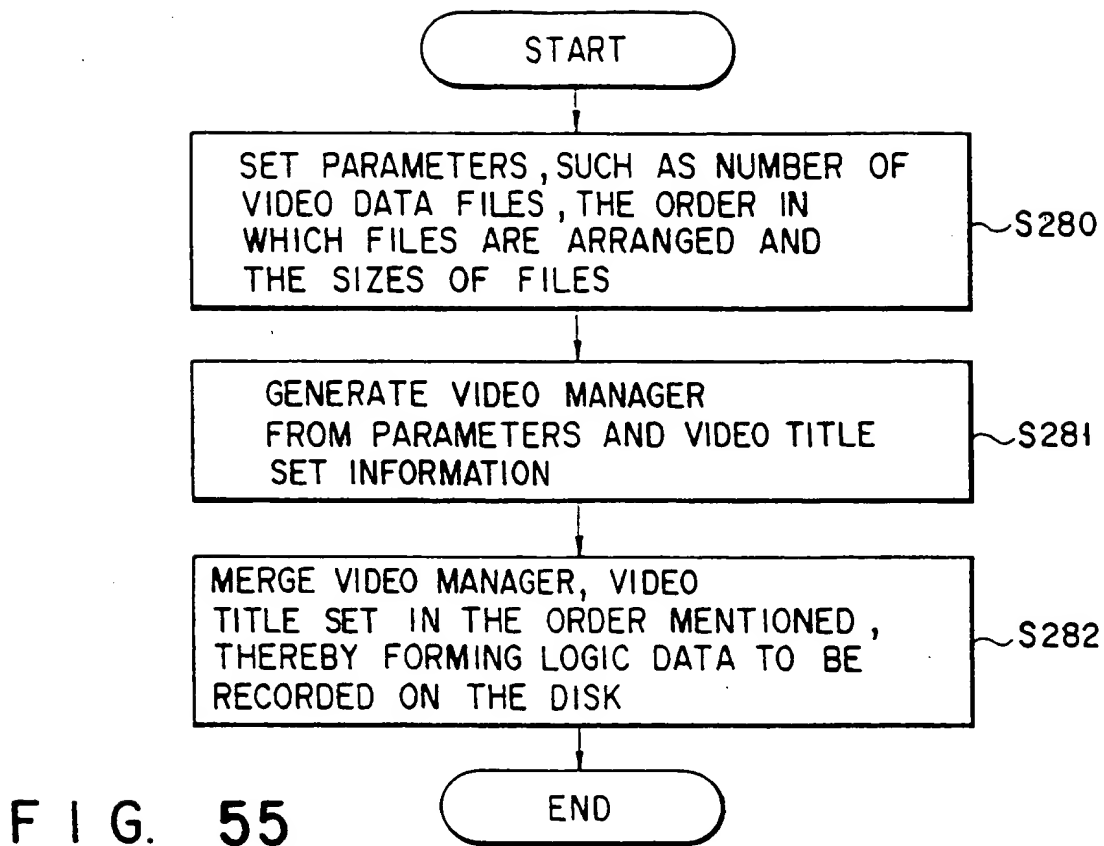 START
SET PARAMETERS, SUCH AS NUMBER OF
VIDEO DATA FILES, THE ORDER IN
WHICH FILES ARE ARRANGED AND
THE SIZES OF FILES
S280
GENERATE VIDEO MANAGER
FROM PARAMETERS AND VIDEO TITLE
SET INFORMATION
S281
MERGE VIDEO MANAGER, VIDEO
TITLE SET IN THE ORDER MENTIONED,
THEREBY FORMING LOGIC DATA TO BE
RECORDED ON THE DISK
S282
END
FIG. 55